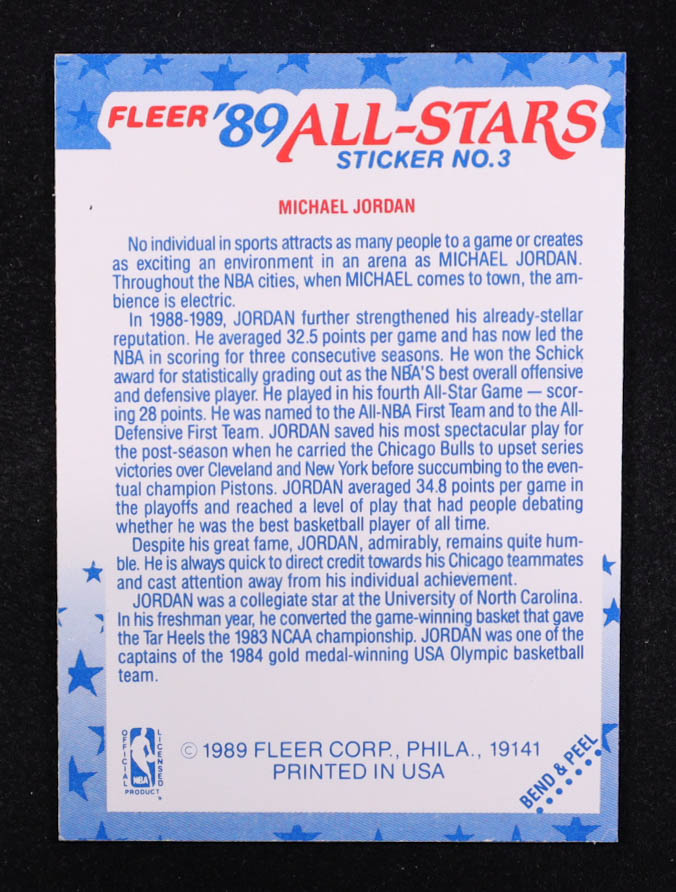 FLEER '89 ALL-STARS
STICKER NO.3
MICHAEL JORDAN
No individual in sports attracts as many people to a game or creates
as exciting an environment in an arena as MICHAEL JORDAN.
Throughout the NBA cities, when MICHAEL comes to town, the am-
bience is electric.
In 1988-1989, JORDAN further strengthened his already-stellar
reputation. He averaged 32.5 points per game and has now led the
NBA in scoring for three consecutive seasons. He won the Schick
award for statistically grading out as the NBA'S best overall offensive
and defensive player. He played in his fourth All-Star Game — scor-
ing 28 points. He was named to the All-NBA First Team and to the All-
Defensive First Team. JORDAN saved his most spectacular play for
the post-season when he carried the Chicago Bulls to upset series
victories over Cleveland and New York before succumbing to the even-
tual champion Pistons. JORDAN averaged 34.8 points per game in
the playoffs and reached a level of play that had people debating
whether he was the best basketball player of all time.
Despite his great fame, JORDAN, admirably, remains quite hum-
ble. He is always quick to direct credit towards his Chicago teammates
and cast attention away from his individual achievement.
JORDAN was a collegiate star at the University of North Carolina.
In his freshman year, he converted the game-winning basket that gave
the Tar Heels the 1983 NCAA championship. JORDAN was one of the
captains of the 1984 gold medal-winning USA Olympic basketball
team.
OFFICIAL LICENSED
NBA
PRODUCT ®
© 1989 FLEER CORP., PHILA., 19141
PRINTED IN USA
BEND & PEEL